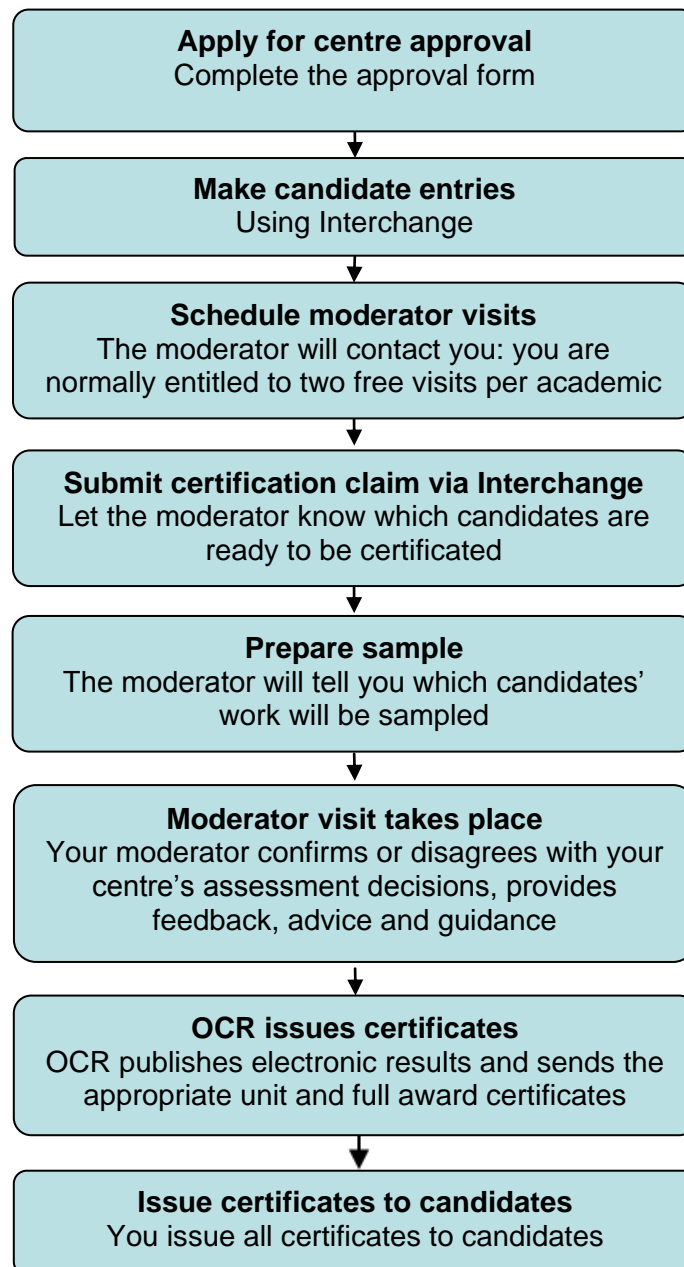 Apply for centre approval
Complete the approval form
Make candidate entries
Using Interchange
Schedule moderator visits
The moderator will contact you: you are
normally entitled to two free visits per academic
Submit certification claim via Interchange
Let the moderator know which candidates are
ready to be certificated
Prepare sample
The moderator will tell you which candidates’
work will be sampled
Moderator visit takes place
Your moderator confirms or disagrees with your
centre’s assessment decisions, provides
feedback, advice and guidance
OCR issues certificates
OCR publishes electronic results and sends the
appropriate unit and full award certificates
Issue certificates to candidates
You issue all certificates to candidates